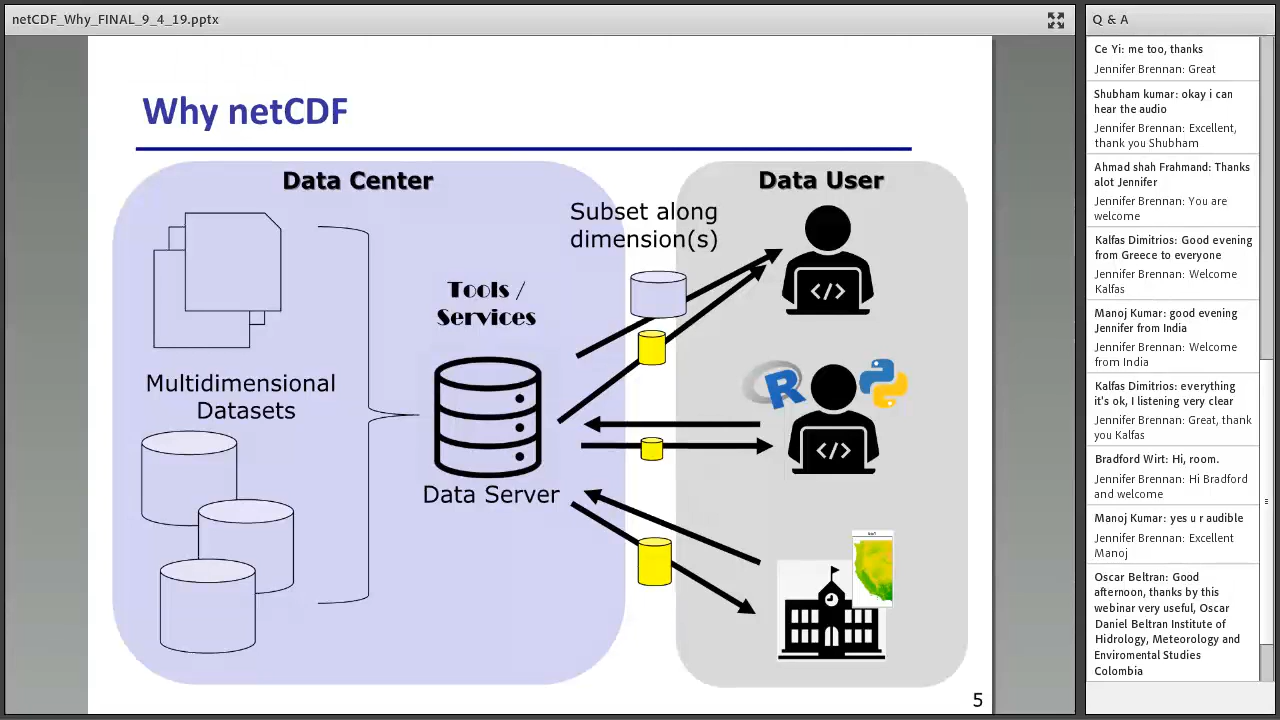 netCDF_Why_FINAL_9_4_19.pptx
Why netCDF
Data Center
Data User
Subset along
dimension(s)
Tools /
Services
Multidimensional
Datasets
Data Server
R
</>
</>
5
Q & A
Ce Yi: me too, thanks
Jennifer Brennan: Great
Shubham kumar: okay i can
hear the audio
Jennifer Brennan: Excellent,
thank you Shubham
Ahmad shah Frahmand: Thanks
alot Jennifer
Jennifer Brennan: You are
welcome
Kalfas Dimitrios: Good evening
from Greece to everyone
Jennifer Brennan: Welcome
Kalfas
Manoj Kumar: good evening
Jennifer from India
Jennifer Brennan: Welcome
from India
Kalfas Dimitrios: everything
it's ok, I listening very clear
Jennifer Brennan: Great, thank
you Kalfas
Bradford Wirt: Hi, room.
Jennifer Brennan: Hi Bradford
and welcome
Manoj Kumar: yes u r audible
Jennifer Brennan: Excellent
Manoj
Oscar Beltran: Good
afternoon, thanks by this
webinar very useful, Oscar
Daniel Beltran Institute of
Hidrology, Meteorology and
Enviromental Studies
Colombia